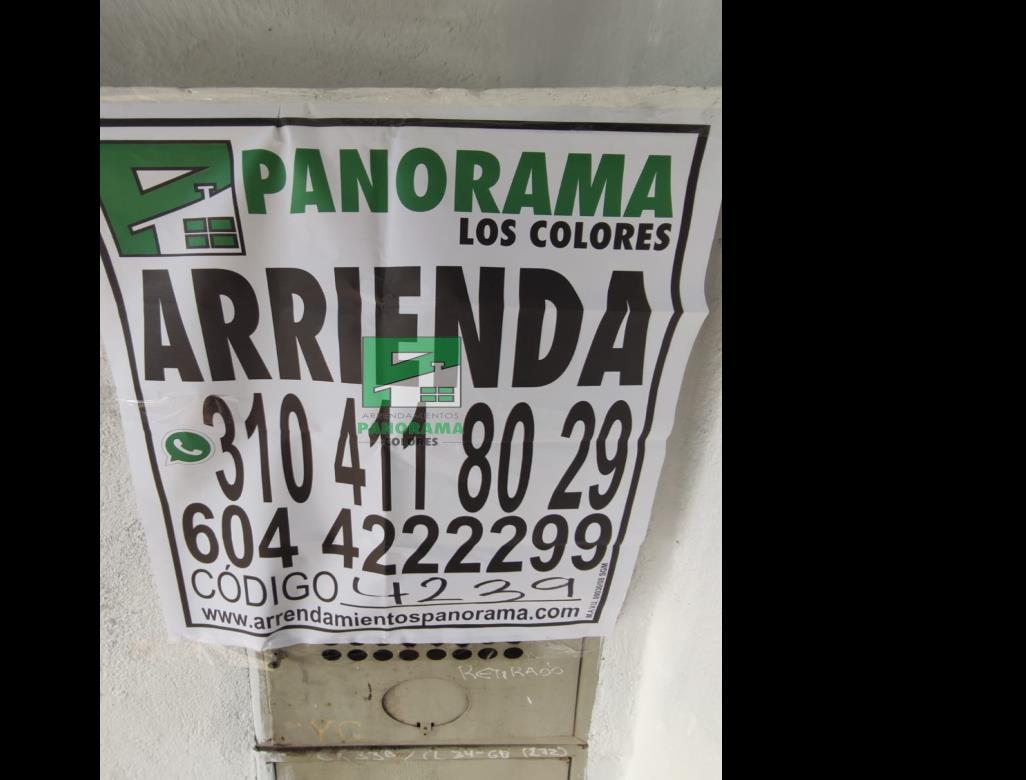 PANORAMA
LOS COLORES
ARRIENDA
ARRENDAMIENTOS
PANORAMA
COLORES
310 411 80 29
604 4222299
CÓDIGO 4239
www.arrendamientospanorama.com
RETIRADO